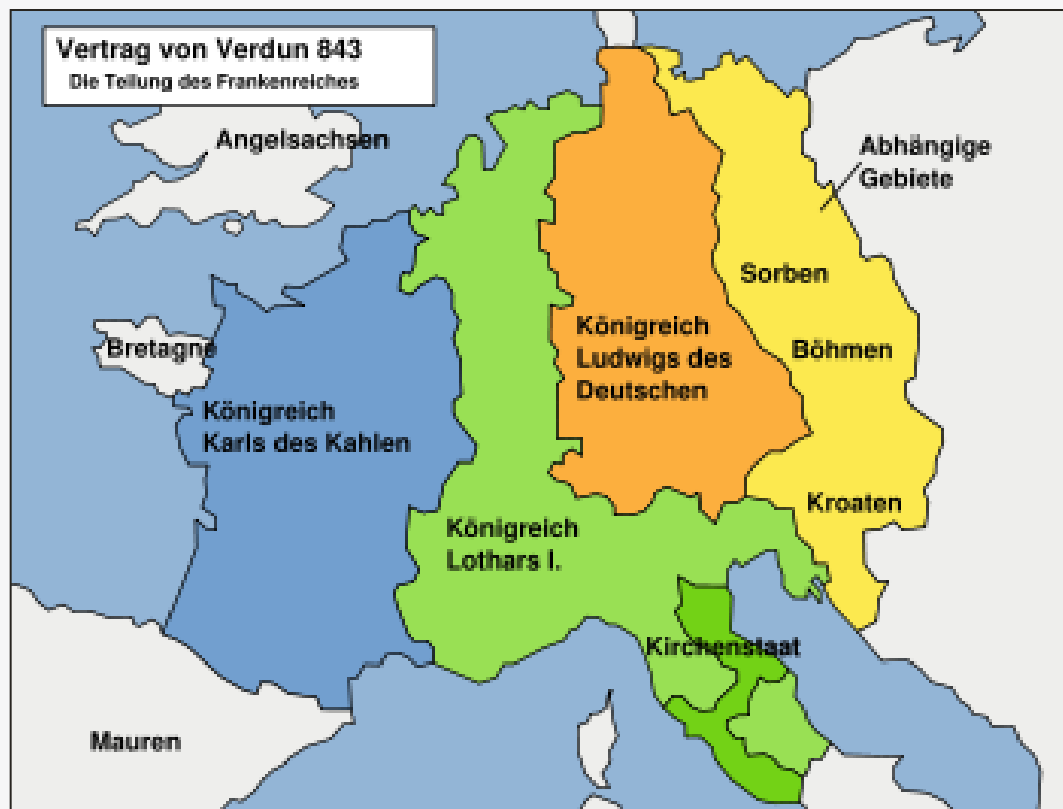 Vertrag von Verdun 843
Die Teilung des Frankenreiches
Angelsachsen
Abhängige
Gebiete
Sorben
Bretagne
Königreich
Ludwigs des
Deutschen
Böhmen
Königreich
Karls des Kahlen
Kroaten
Königreich
Lothars I.
Kirchenstaat
Mauren